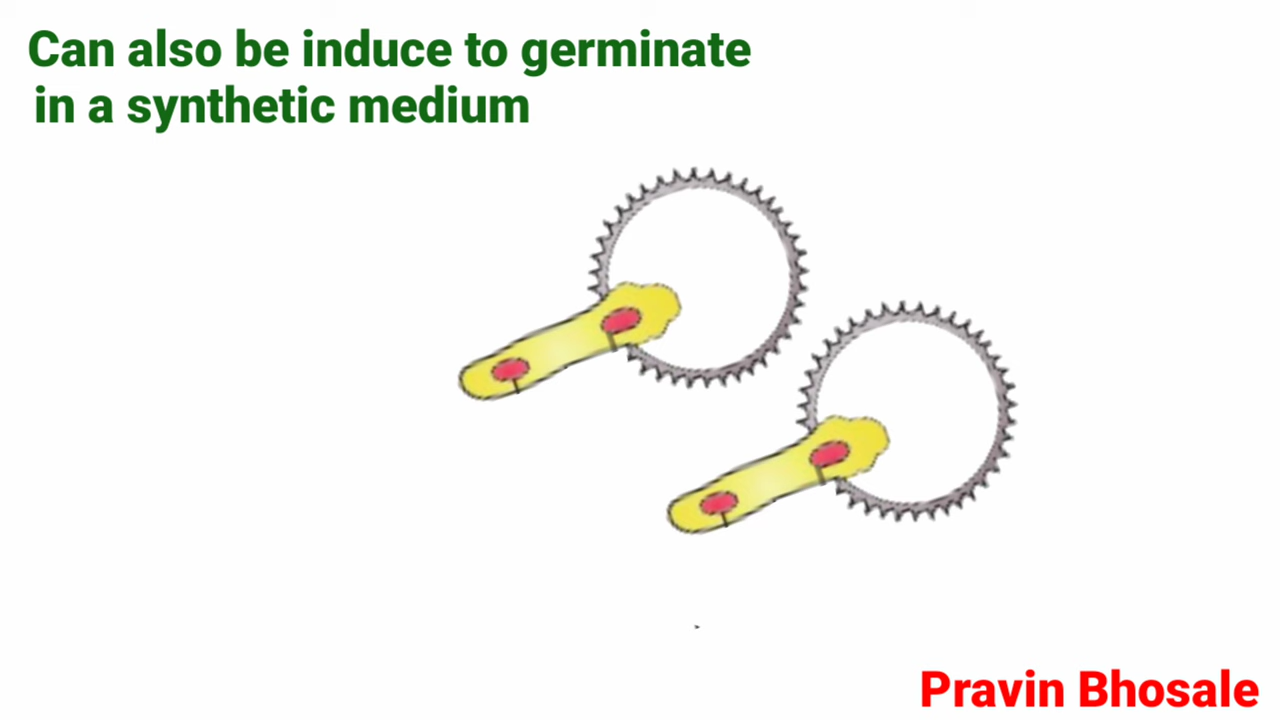 Can also be induce to germinate
in a synthetic medium
Pravin Bhosale